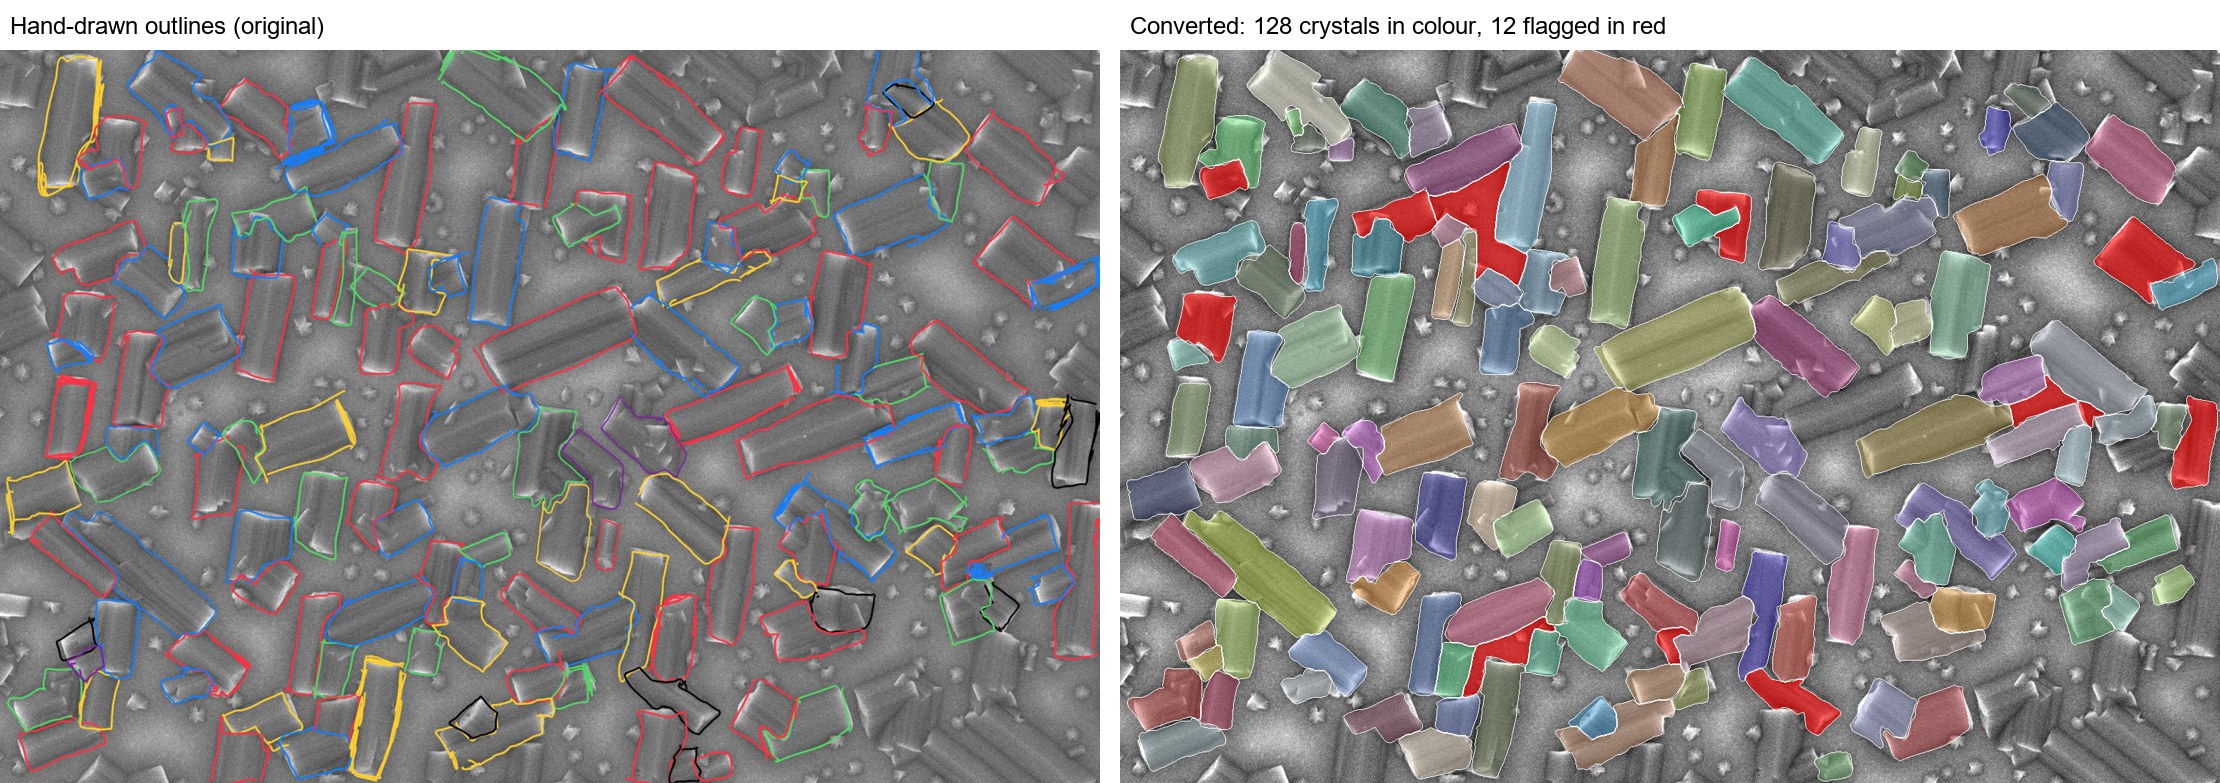 Hand-drawn outlines (original)
Converted: 128 crystals in colour, 12 flagged in red